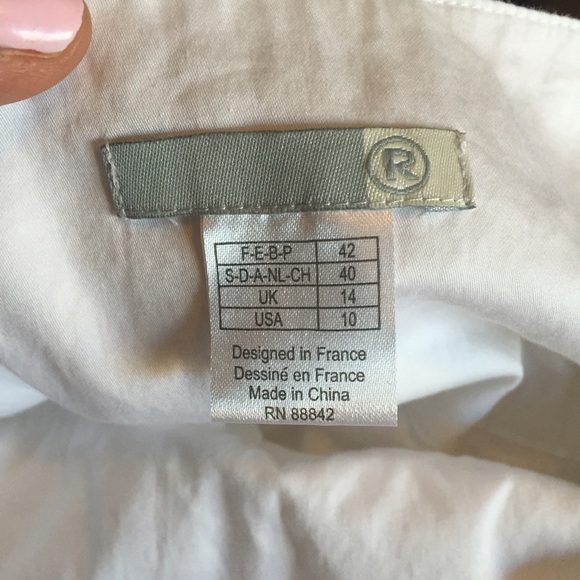 R
F-E-B-P 42
S-D-A-NL-CH 40
UK 14
USA 10
Designed in France
Dessiné en France
Made in China
RN 88842